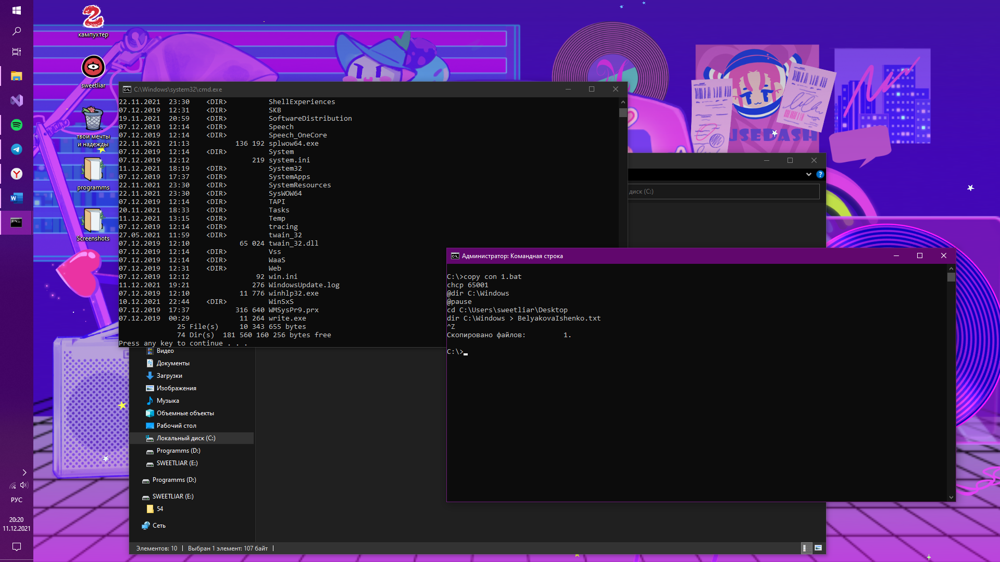 кампухтер
sweetliar
твои мечты
и надежды
programms
Screenshots
C:\Windows\system32\cmd.exe
22.11.2021  23:30    <DIR>          ShellExperiences
07.12.2019  12:31    <DIR>          SKB
19.11.2021  20:59    <DIR>          SoftwareDistribution
07.12.2019  12:14    <DIR>          Speech
07.12.2019  12:14    <DIR>          Speech_OneCore
22.11.2021  21:13           136 192 splwow64.exe
07.12.2019  12:14    <DIR>          System
07.12.2019  12:12               219 system.ini
11.12.2021  18:19    <DIR>          System32
07.12.2019  17:37    <DIR>          SystemApps
22.11.2021  23:30    <DIR>          SystemResources
22.11.2021  23:30    <DIR>          SysWOW64
07.12.2019  12:14    <DIR>          TAPI
20.11.2021  18:33    <DIR>          Tasks
11.12.2021  13:15    <DIR>          Temp
07.12.2019  12:14    <DIR>          tracing
27.05.2021  11:59    <DIR>          twain_32
07.12.2019  12:10            65 024 twain_32.dll
07.12.2019  12:14    <DIR>          Vss
07.12.2019  12:14    <DIR>          WaaS
07.12.2019  12:31    <DIR>          Web
07.12.2019  12:12                92 win.ini
11.12.2021  19:21               276 WindowsUpdate.log
07.12.2019  12:10            11 776 winhlp32.exe
10.12.2021  22:44    <DIR>          WinSxS
07.12.2019  17:37           316 640 WMSysPr9.prx
07.12.2019  00:29            11 264 write.exe
25 File(s)     10 343 655 bytes
74 Dir(s)  181 560 160 256 bytes free
Press any key to continue . . .
диск (C:)
Администратор: Командная строка
C:\>copy con 1.bat
chcp 65001
@dir C:\Windows
@pause
cd C:\Users\sweetliar\Desktop
dir C:\Windows > BelyakovaIshenko.txt
^Z
Скопировано файлов:         1.
C:\>
Видео
Документы
Загрузки
Изображения
Музыка
Объемные объекты
Рабочий стол
Локальный диск (C:)
Programms (D:)
SWEETLIAR (E:)
Programms (D:)
SWEETLIAR (E:)
54
Сеть
Элементов: 10
Выбран 1 элемент: 107 байт
РУС
20:20
11.12.2021
USEDASH